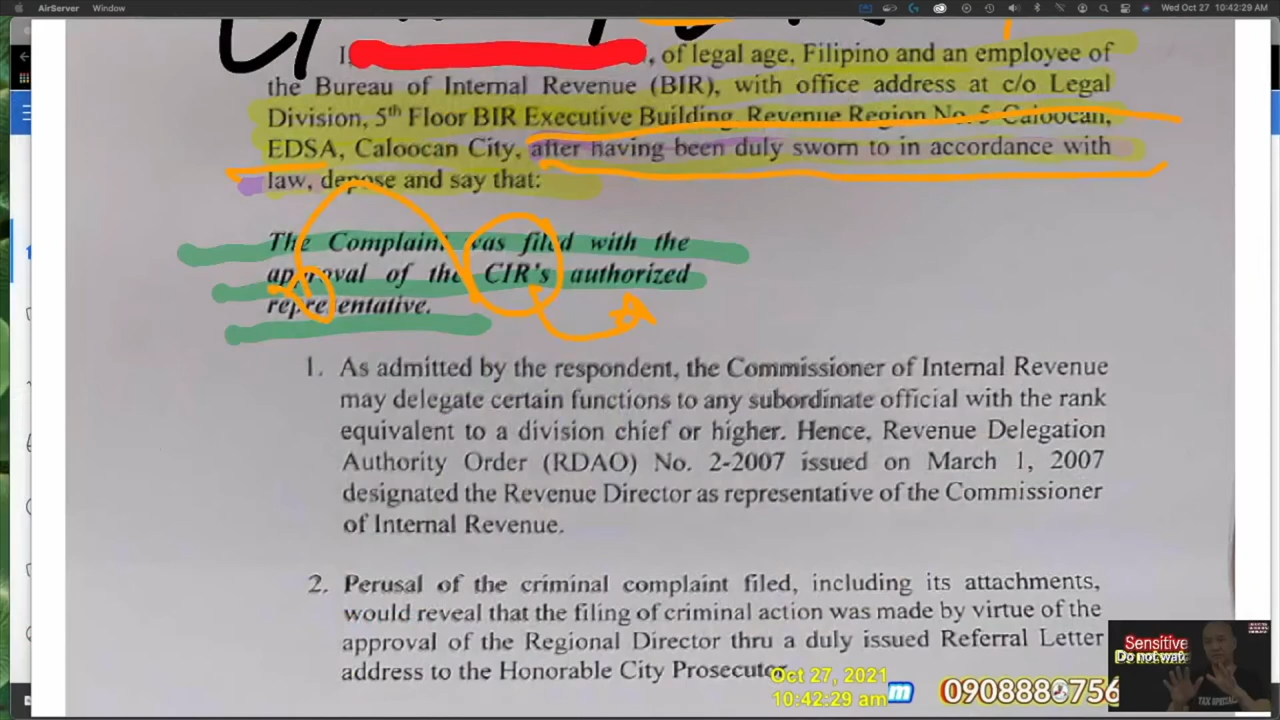 AirServer Window Wed Oct 27 10:42:29 AM
I, , of legal age, Filipino and an employee of
the Bureau of Internal Revenue (BIR), with office address at c/o Legal
Division, 5th Floor BIR Executive Building, Revenue Region No. 5 Caloocan,
EDSA, Caloocan City, after having been duly sworn to in accordance with
law, depose and say that:
The Complaint was filed with the
approval of the CIR's authorized
representative.
1. As admitted by the respondent, the Commissioner of Internal Revenue
may delegate certain functions to any subordinate official with the rank
equivalent to a division chief or higher. Hence, Revenue Delegation
Authority Order (RDAO) No. 2-2007 issued on March 1, 2007
designated the Revenue Director as representative of the Commissioner
of Internal Revenue.
2. Perusal of the criminal complaint filed, including its attachments,
would reveal that the filing of criminal action was made by virtue of the
approval of the Regional Director thru a duly issued Referral Letter
address to the Honorable City Prosecutor
Sensitive
Do not
Oct 27, 2021
10:42:29 am
m
TAX